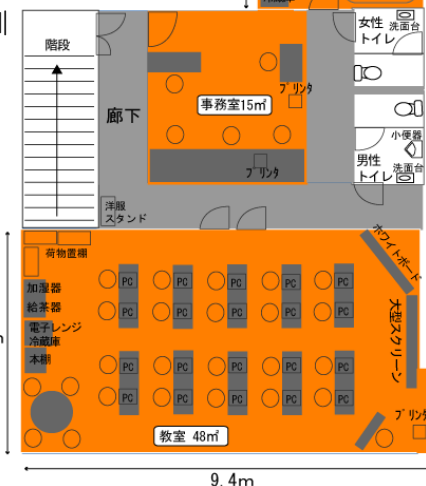 女性
トイレ
洗面台
階段
プリンタ
事務室15㎡
廊下
小便器
プリンタ
男性
トイレ
洗面台
洋服
スタンド
ホワイトボード
荷物置棚
加湿器
給茶器
電子レンジ
冷蔵庫
本棚
大型スクリーン
PC PC PC PC PC
PC PC PC PC PC
PC PC PC PC PC
PC PC PC PC PC
プリンタ
教室 48㎡
9.4m